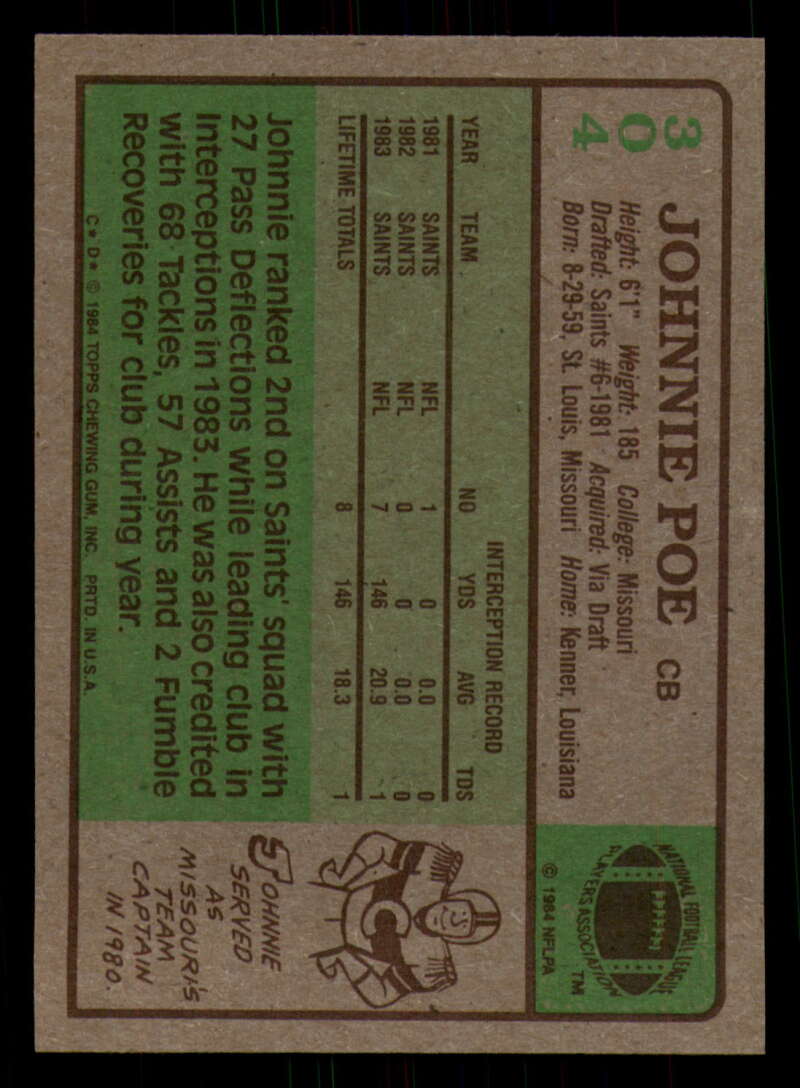 304
JOHNNIE POE CB
Height: 6'1" Weight: 185 College: Missouri
Drafted: Saints #6-1981 Acquired: Via Draft
Born: 8-29-59, St. Louis, Missouri Home: Kenner, Louisiana
NATIONAL FOOTBALL LEAGUE
PLAYERS ASSOCIATION
TM
© 1984 NFLPA
INTERCEPTION RECORD
YEAR TEAM NO YDS AVG TDS
1981 SAINTS NFL 1 0 0.0 0
1982 SAINTS NFL 0 0 0.0 0
1983 SAINTS NFL 7 146 20.9 1
LIFETIME TOTALS 8 146 18.3 1
Johnnie ranked 2nd on Saints' squad with
27 Pass Deflections while leading club in
Interceptions in 1983. He was also credited
with 68 Tackles, 57 Assists and 2 Fumble
Recoveries for club during year.
C
JOHNNIE
SERVED
AS
MISSOURI'S
TEAM
CAPTAIN
IN 1980.
C* D* © 1984 TOPPS CHEWING GUM, INC. PRTD. IN U.S.A.